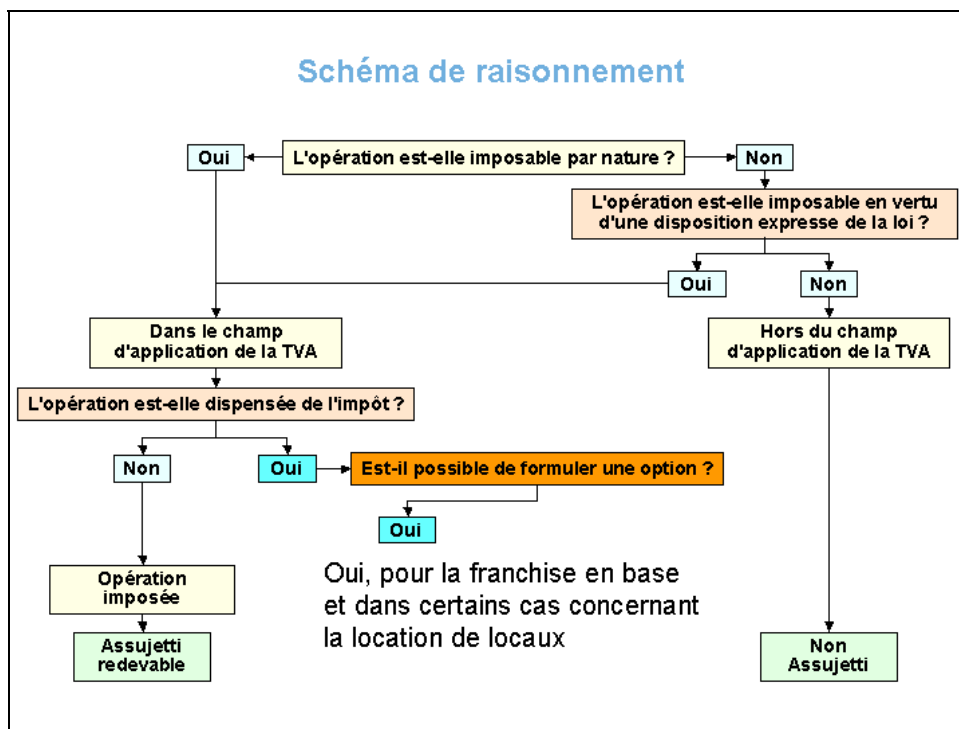 Schéma de raisonnement
Oui
L'opération est-elle imposable par nature ?
Non
L'opération est-elle imposable en vertu
d'une disposition expresse de la loi ?
Oui
Non
Dans le champ
d'application de la TVA
Hors du champ
d'application de la TVA
L'opération est-elle dispensée de l'impôt ?
Non
Oui
Est-il possible de formuler une option ?
Oui
Oui, pour la franchise en base
et dans certains cas concernant
la location de locaux
Opération
imposée
Assujetti
redevable
Non
Assujetti